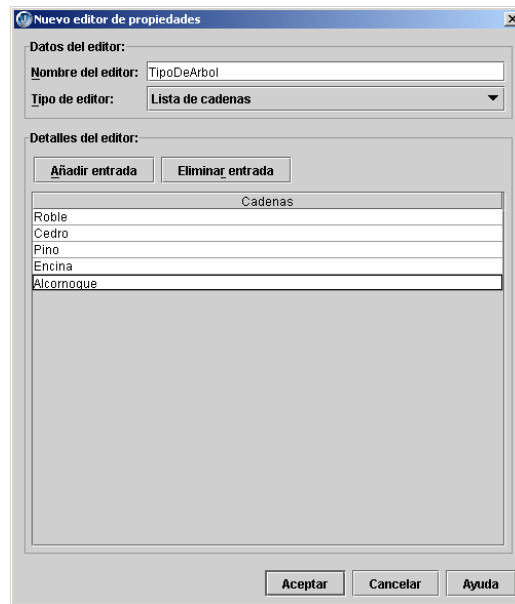 Nuevo editor de propiedades
Datos del editor:
Nombre del editor: TipoDeArbol
Tipo de editor: Lista de cadenas
Detalles del editor:
Añadir entrada Eliminar entrada
Cadenas
Roble
Cedro
Pino
Encina
Alcornoque
Aceptar Cancelar Ayuda